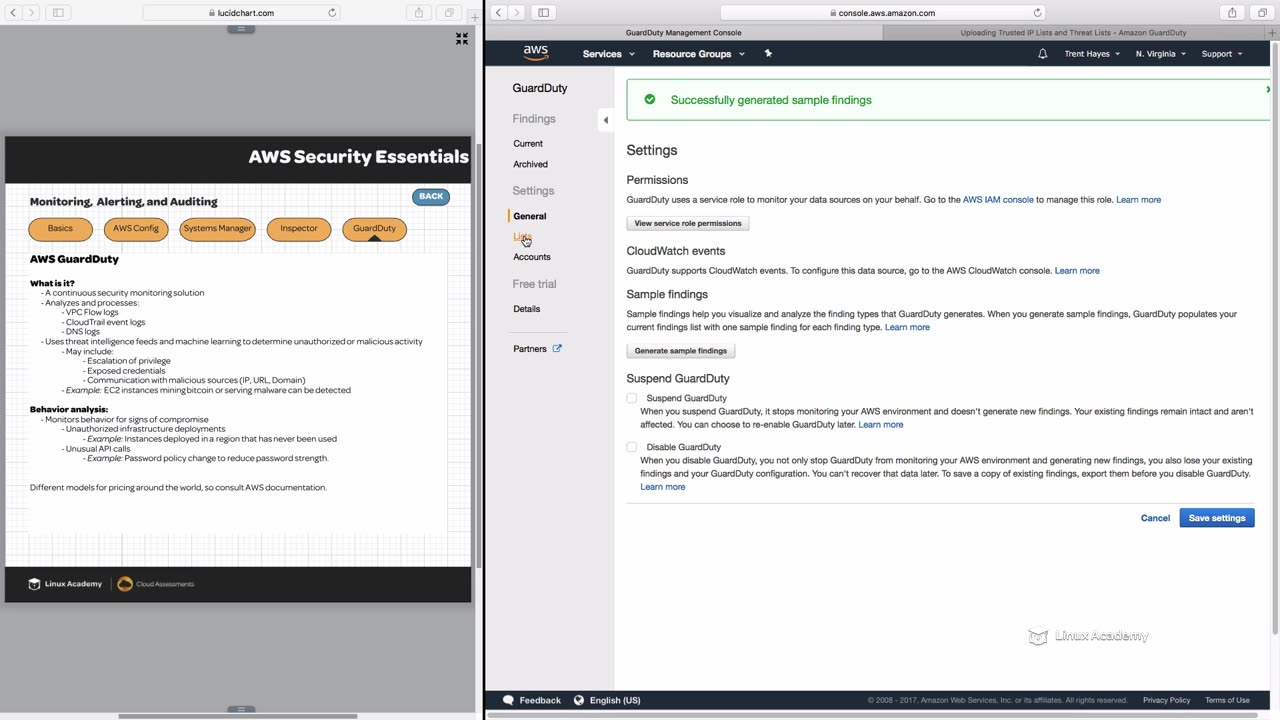 lucidchart.com
console.aws.amazon.com
GuardDuty Management Console
Uploading Trusted IP Lists and Threat Lists - Amazon GuardDuty
aws
Services
Resource Groups
Trent Hayes
N. Virginia
Support
AWS Security Essentials
Monitoring, Alerting, and Auditing
BACK
Basics
AWS Config
Systems Manager
Inspector
GuardDuty
AWS GuardDuty
What is it?
- A continuous security monitoring solution
- Analyzes and processes:
- VPC Flow logs
- CloudTrail event logs
- DNS logs
- Uses threat intelligence feeds and machine learning to determine unauthorized or malicious activity
- May include:
- Escalation of privilege
- Exposed credentials
- Communication with malicious sources (IP, URL, Domain)
- Example: EC2 instances mining bitcoin or serving malware can be detected
Behavior analysis:
- Monitors behavior for signs of compromise
- Unauthorized infrastructure deployments
- Example: Instances deployed in a region that has never been used
- Unusual API calls
- Example: Password policy change to reduce password strength.
Different models for pricing around the world, so consult AWS documentation.
Linux Academy
Cloud Assessments
GuardDuty
Findings
Current
Archived
Settings
General
Lists
Accounts
Free trial
Details
Partners
Successfully generated sample findings
Settings
Permissions
GuardDuty uses a service role to monitor your data sources on your behalf. Go to the AWS IAM console to manage this role. Learn more
View service role permissions
CloudWatch events
GuardDuty supports CloudWatch events. To configure this data source, go to the AWS CloudWatch console. Learn more
Sample findings
Sample findings help you visualize and analyze the finding types that GuardDuty generates. When you generate sample findings, GuardDuty populates your
current findings list with one sample finding for each finding type. Learn more
Generate sample findings
Suspend GuardDuty
Suspend GuardDuty
When you suspend GuardDuty, it stops monitoring your AWS environment and doesn't generate new findings. Your existing findings remain intact and aren't
affected. You can choose to re-enable GuardDuty later. Learn more
Disable GuardDuty
When you disable GuardDuty, you not only stop GuardDuty from monitoring your AWS environment and generating new findings, you also lose your existing
findings and your GuardDuty configuration. You can't recover that data later. To save a copy of existing findings, export them before you disable GuardDuty.
Learn more
Cancel
Save settings
Linux Academy
Feedback
English (US)
© 2008 - 2017, Amazon Web Services, Inc. or its affiliates. All rights reserved.
Privacy Policy
Terms of Use